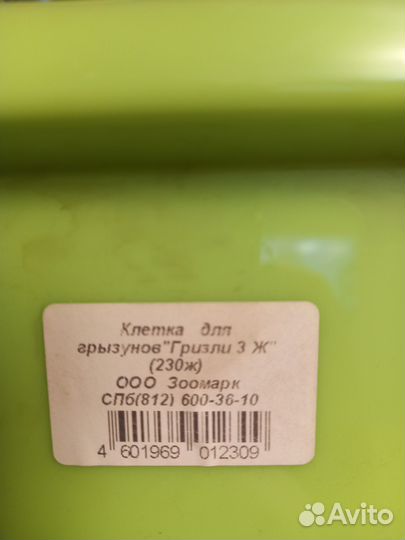 Клетка для
грызунов"Гризли 3 Ж"
(230ж)
ООО Зоомарк
СПб(812) 600-36-10
4 601969 012309
Avito